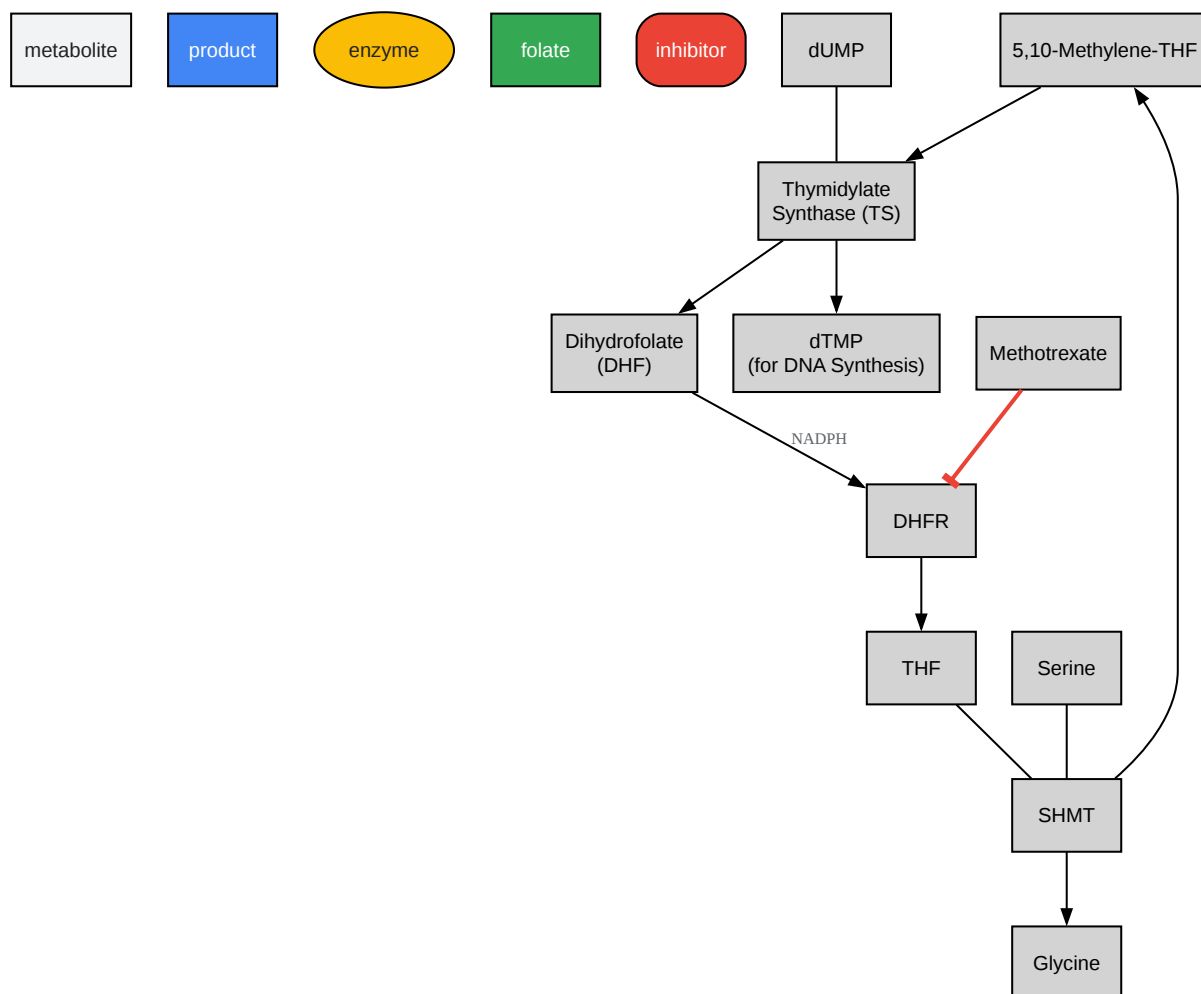 metabolite
product
enzyme
folate
inhibitor
dUMP
5,10-Methylene-THF
Thymidylate
Synthase (TS)
Dihydrofolate
(DHF)
dTMP
(for DNA Synthesis)
Methotrexate
NADPH
DHFR
THF
Serine
SHMT
Glycine